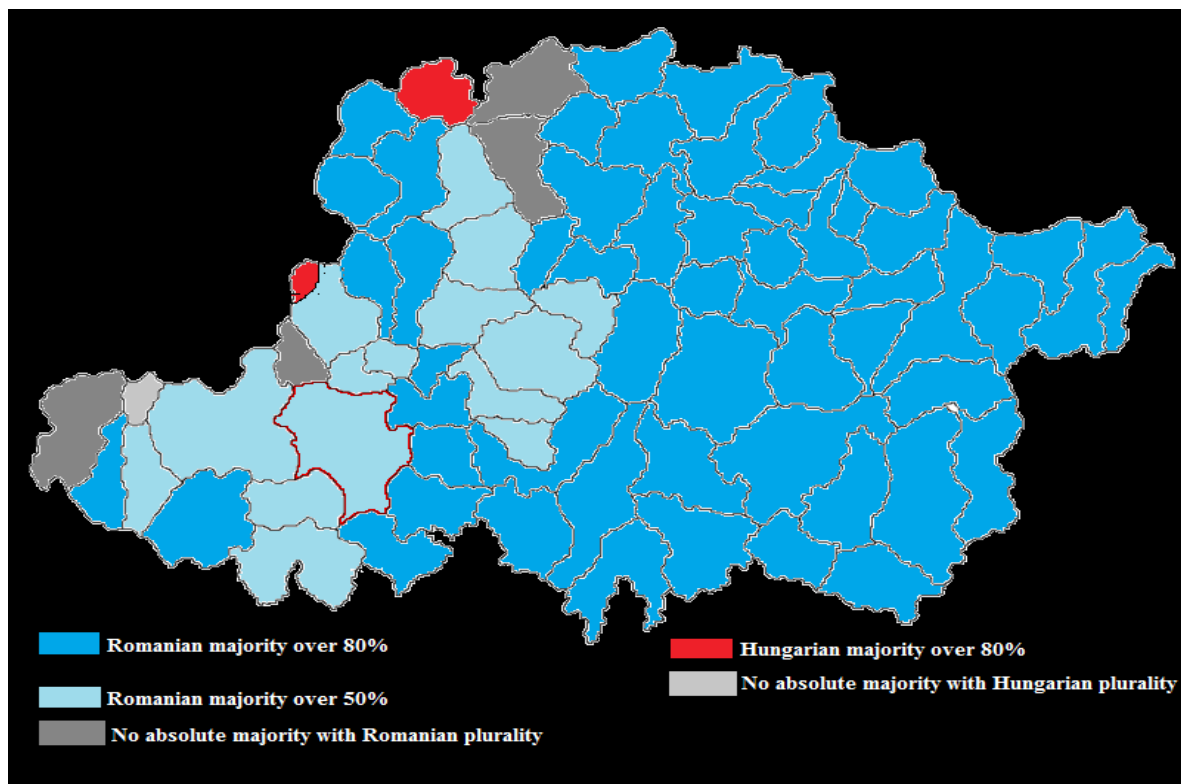 Romanian majority over 80%
Romanian majority over 50%
No absolute majority with Romanian plurality
Hungarian majority over 80%
No absolute majority with Hungarian plurality